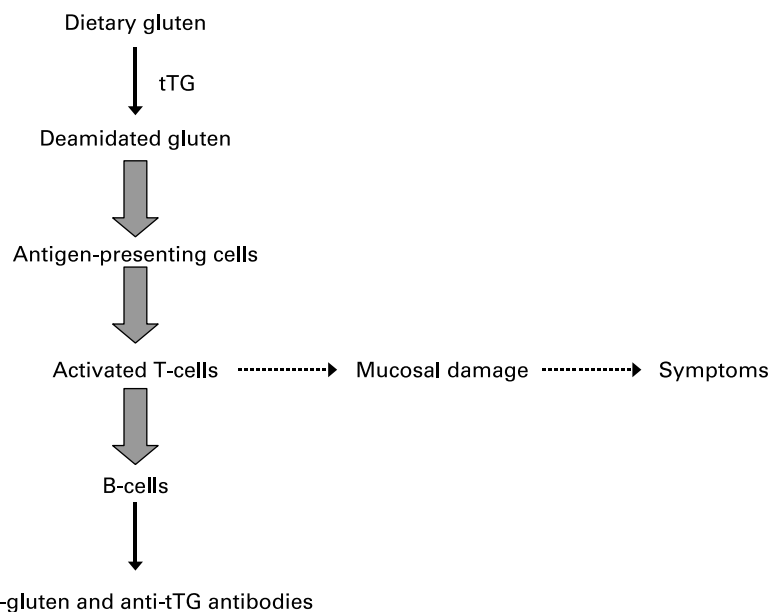 Dietary gluten
tTG
Deamidated gluten
Antigen-presenting cells
Activated T-cells Mucosal damage Symptoms
B-cells
-gluten and anti-tTG antibodies